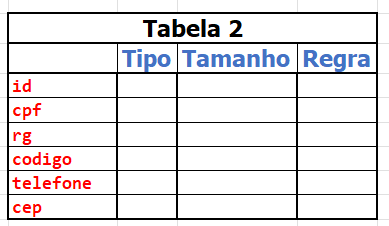 Tabela 2
Tipo Tamanho Regra
id
cpf
rg
codigo
telefone
cep